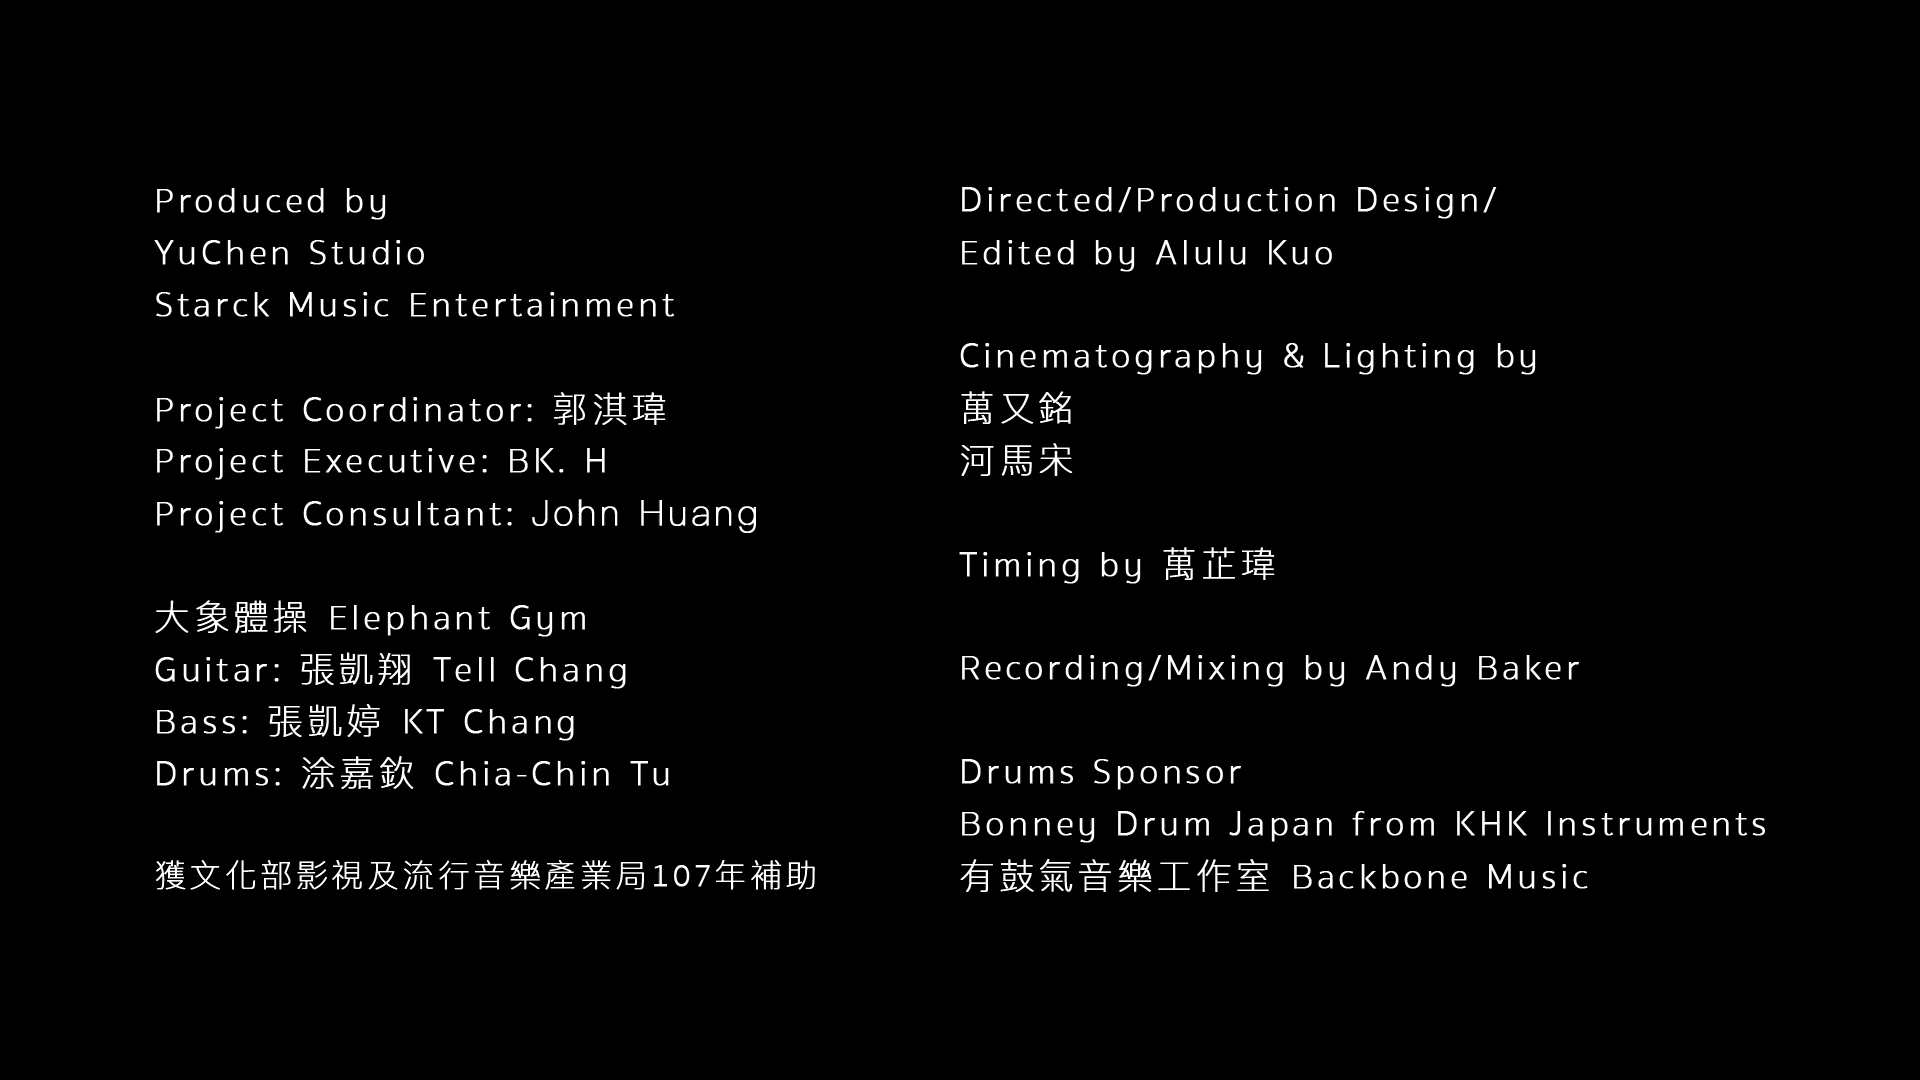 Produced by
YuChen Studio
Starck Music Entertainment
Project Coordinator: 郭淇瑋
Project Executive: BK. H
Project Consultant: John Huang
大象體操 Elephant Gym
Guitar: 張凱翔 Tell Chang
Bass: 張凱婷 KT Chang
Drums: 涂嘉欽 Chia-Chin Tu
獲文化部影視及流行音樂產業局107年補助
Directed/Production Design/
Edited by Alulu Kuo
Cinematography & Lighting by
萬又銘
河馬宋
Timing by 萬芷瑋
Recording/Mixing by Andy Baker
Drums Sponsor
Bonney Drum Japan from KHK Instruments
有鼓氣音樂工作室 Backbone Music